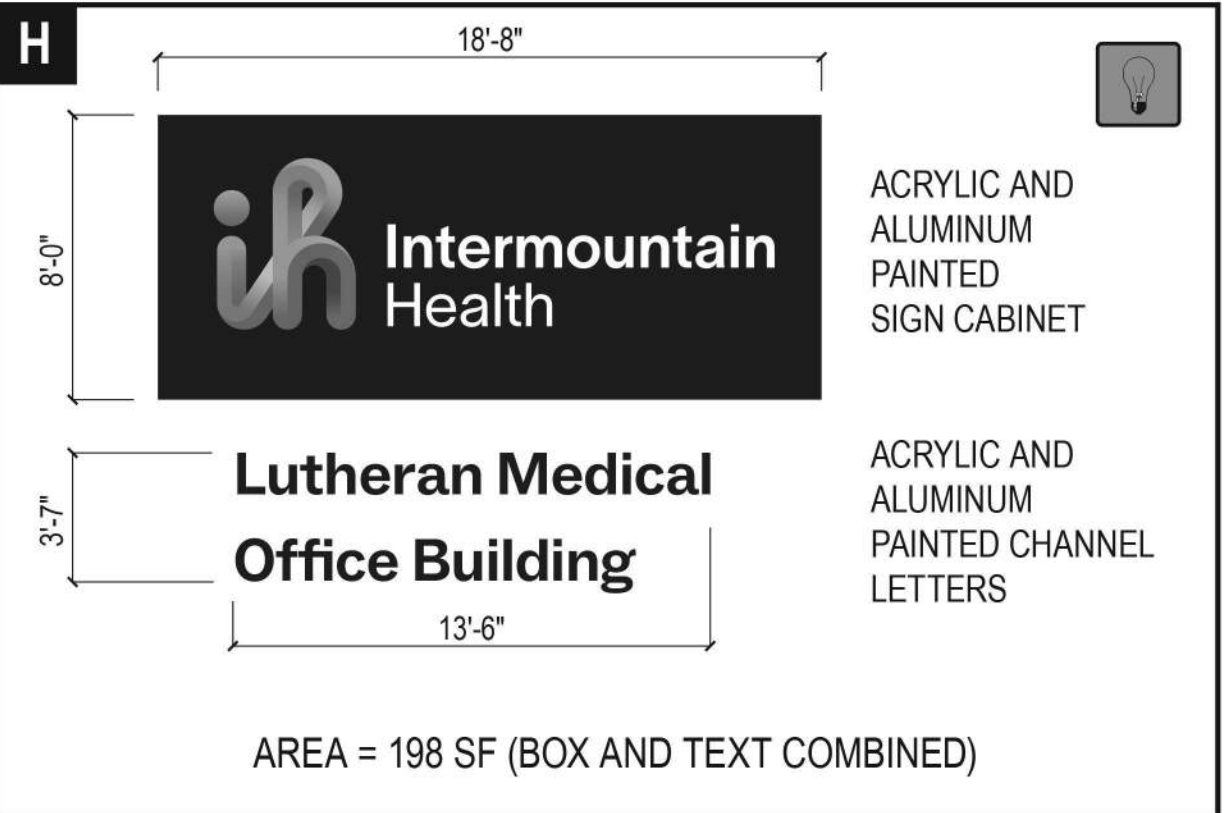 H
18'-8"
8'-0"
ih
Intermountain
Health
ACRYLIC AND
ALUMINUM
PAINTED
SIGN CABINET
3'-7"
Lutheran Medical
Office Building
13'-6"
ACRYLIC AND
ALUMINUM
PAINTED CHANNEL
LETTERS
AREA = 198 SF (BOX AND TEXT COMBINED)